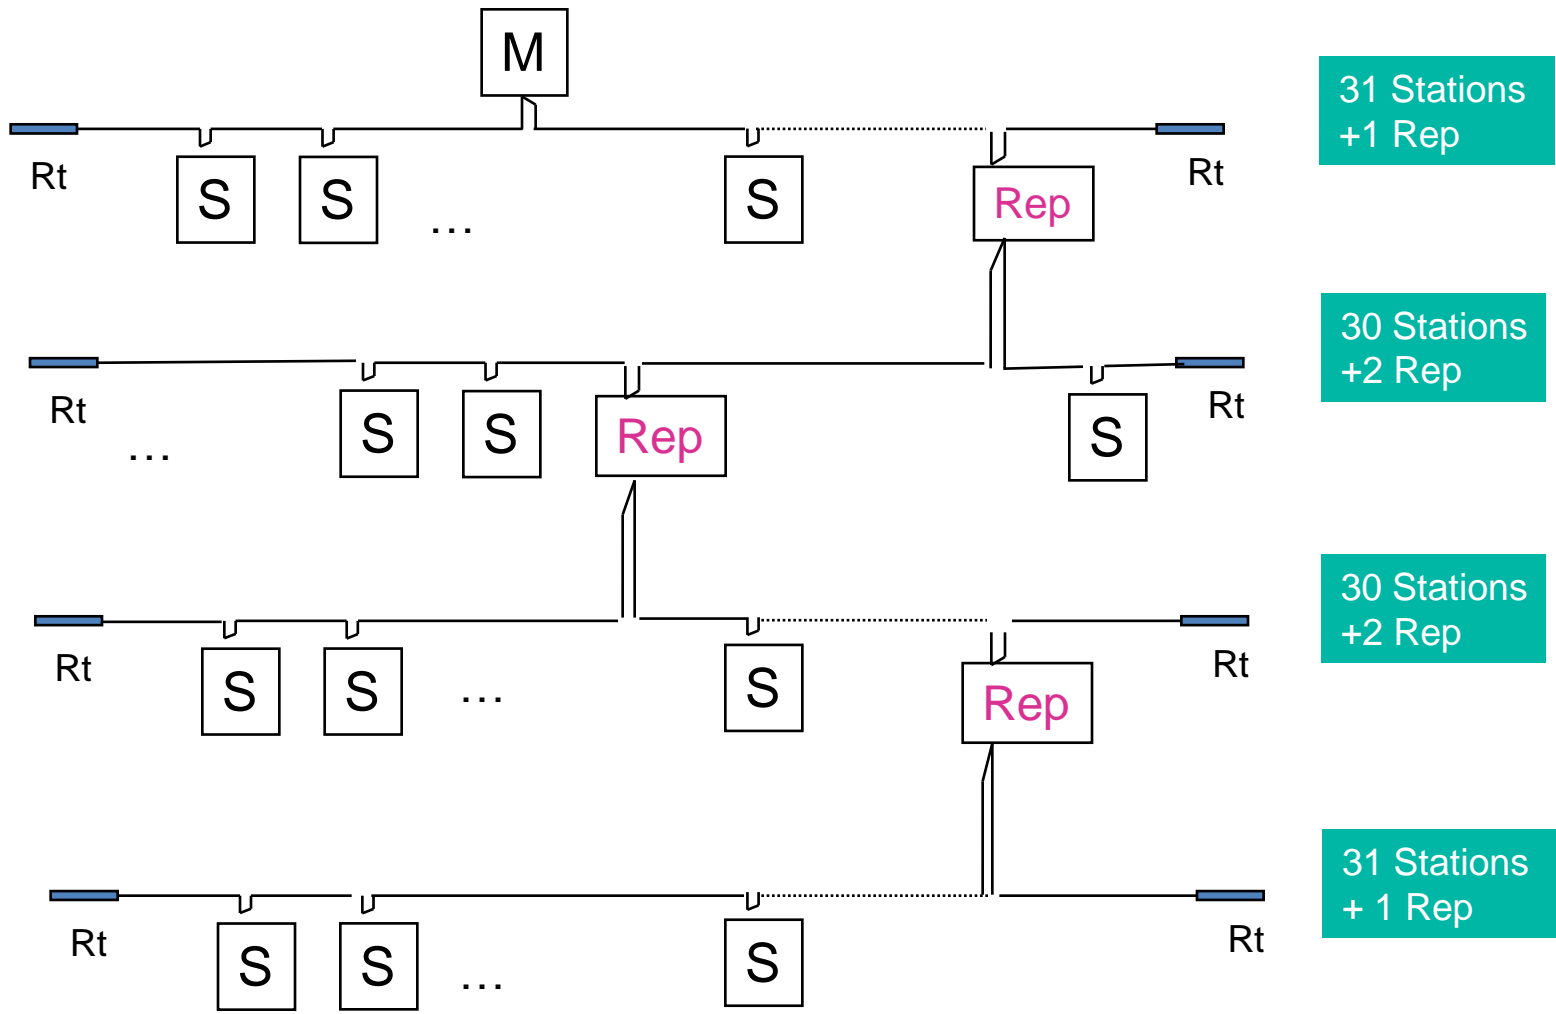 M
31 Stations
+1 Rep
Rt
S
S
...
S
Rep
Rt
30 Stations
+2 Rep
Rt
...
S
S
Rep
S
Rt
30 Stations
+2 Rep
Rt
S
S
...
S
Rep
Rt
31 Stations
+ 1 Rep
Rt
S
S
...
S
Rt